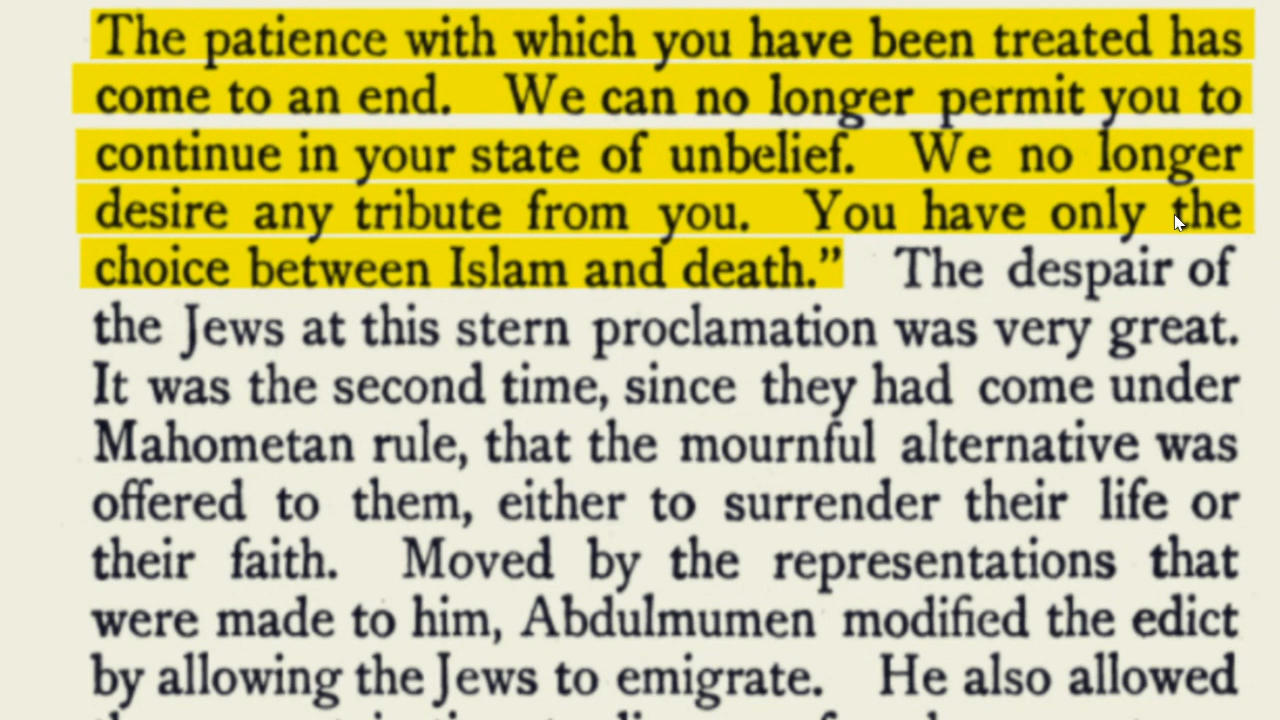 The patience with which you have been treated has
come to an end. We can no longer permit you to
continue in your state of unbelief. We no longer
desire any tribute from you. You have only the
choice between Islam and death.” The despair of
the Jews at this stern proclamation was very great.
It was the second time, since they had come under
Mahometan rule, that the mournful alternative was
offered to them, either to surrender their life or
their faith. Moved by the representations that
were made to him, Abdulmumen modified the edict
by allowing the Jews to emigrate. He also allowed